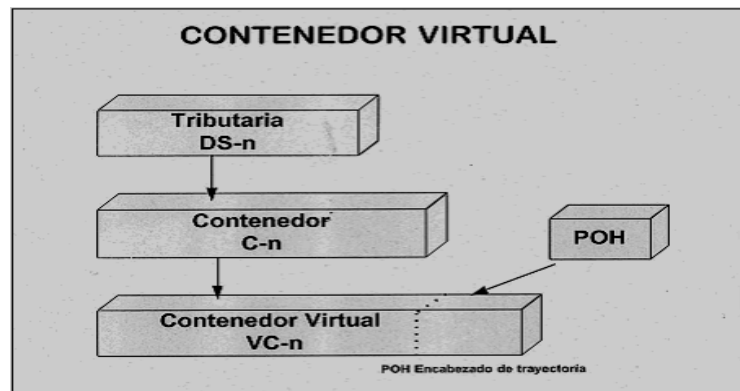 CONTENEDOR VIRTUAL
Tributaria
DS-n
Contenedor
C-n
POH
Contenedor Virtual
VC-n
POH Encabezado de trayectoria